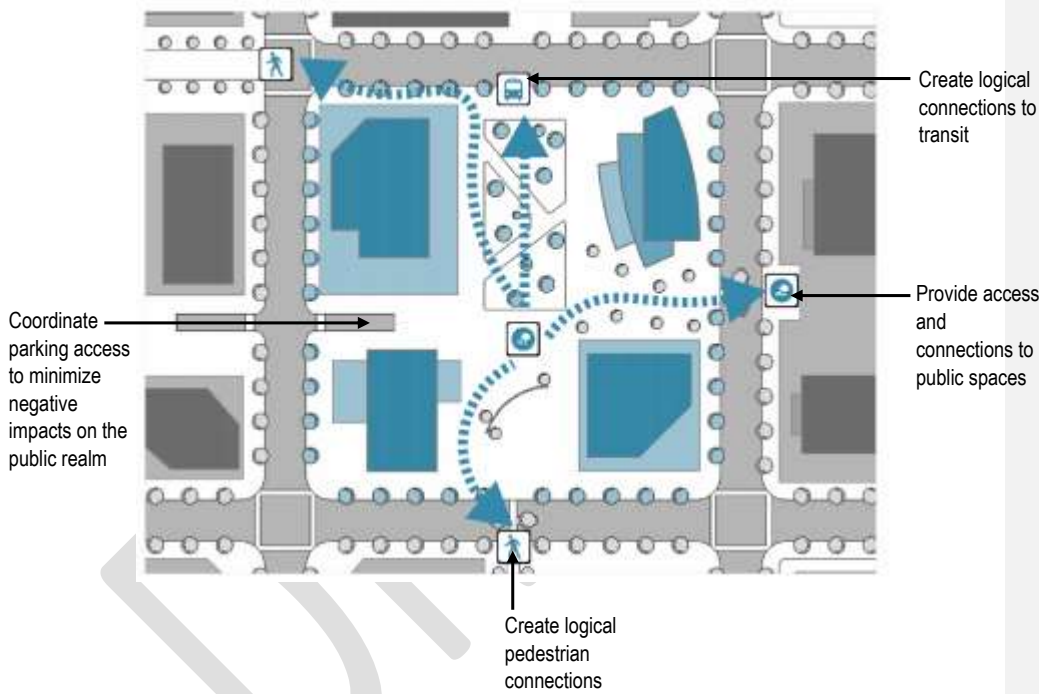 Create logical
connections to
transit
Provide access
and
connections to
public spaces
Coordinate
parking access
to minimize
negative
impacts on the
public realm
Create logical
pedestrian
connections